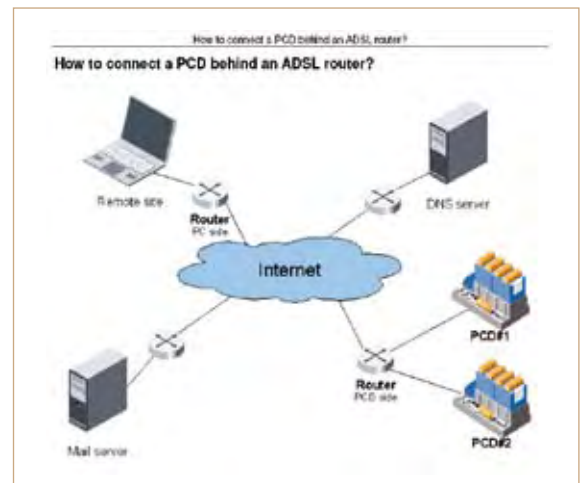 How to connect a PCD behind an ADSL router?
How to connect a PCD behind an ADSL router?
Remote site
Router
PC side
DNS server
Internet
PCD#1
Router
PCD side
PCD#2
Mail server